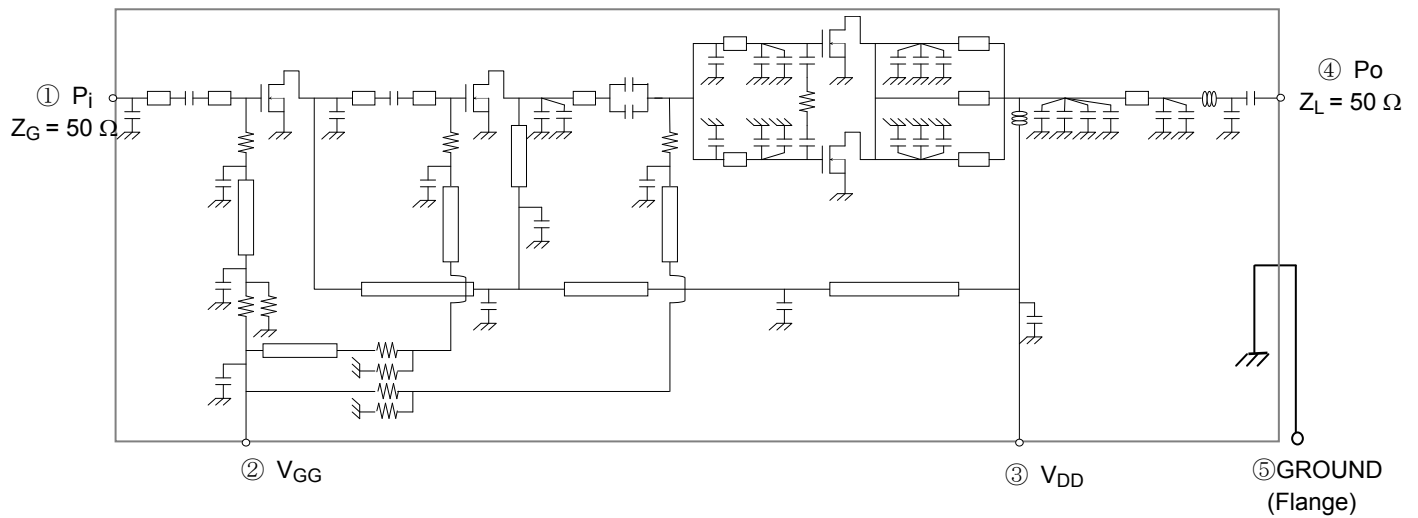 ① Pi
ZG = 50 Ω
④ Po
ZL = 50 Ω
② VGG
③ VDD
⑤GROUND
(Flange)